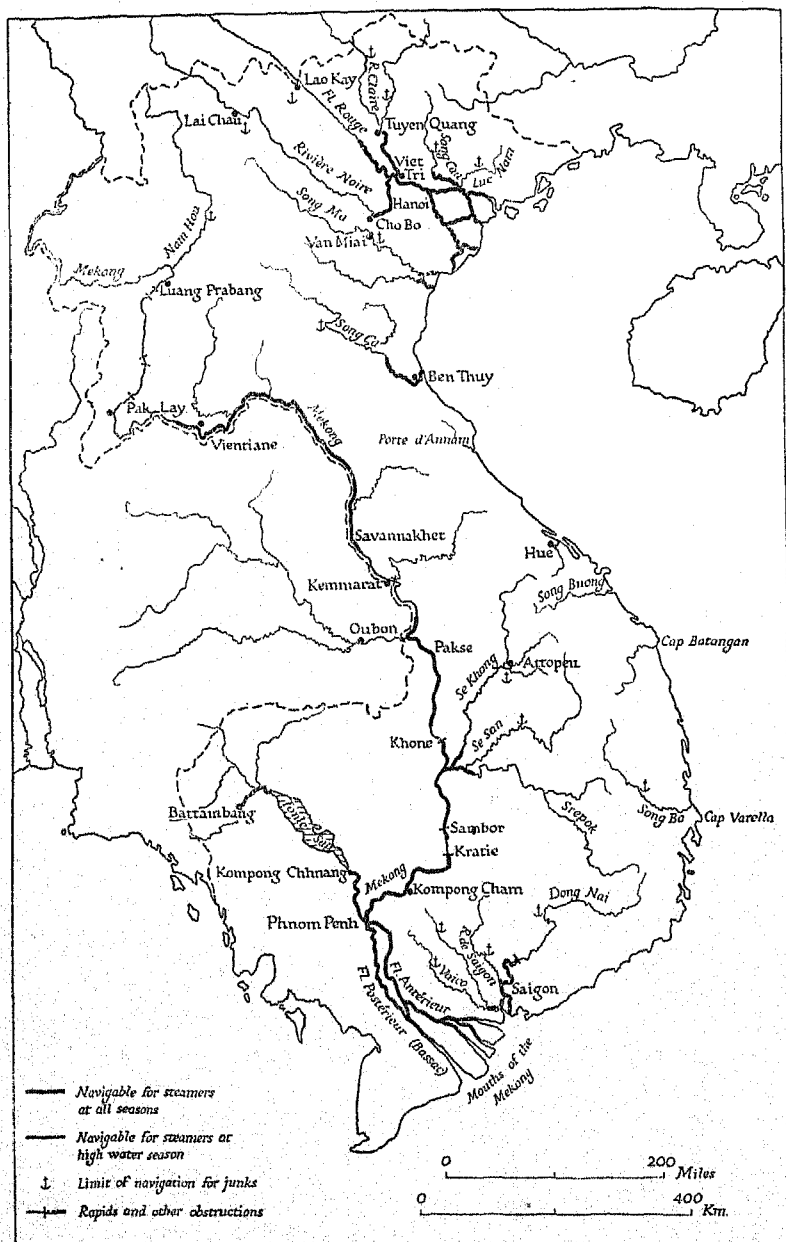 Lao Kay
R. Claire
Fl. Rouge
Lai Chau
Tuyen Quang
Song Cau
Luc Nam
Viet
Tri
Rivière Noire
Hanoi
Song Ma
Cho Bo
Van Miai
Nam Hou
Mekong
Luang Prabang
Song Ca
Ben Thuy
Pak Lay
Mekong
Vientiane
Porte d'Annam
Savannakhet
Hue
Kemmarat
Song Buong
Oubon
Pakse
Cap Batangan
Se Khong
Attopeu
Khone
Se San
Battambang
Tonle
Sap
Srepok
Song Ba
Cap Varella
Sambor
Kratie
Kompong Chhnang
Mekong
Kompong Cham
Dong Nai
Phnom Penh
R. de Saigon
Vaico
Saigon
Fl. Antérieur
Fl. Postérieur (Bassac)
Mouths of the
Mekong
Navigable for steamers
at all seasons
Navigable for steamers at
high water season
Limit of navigation for junks
Rapids and other obstructions
0 200
Miles
0 400
Km.